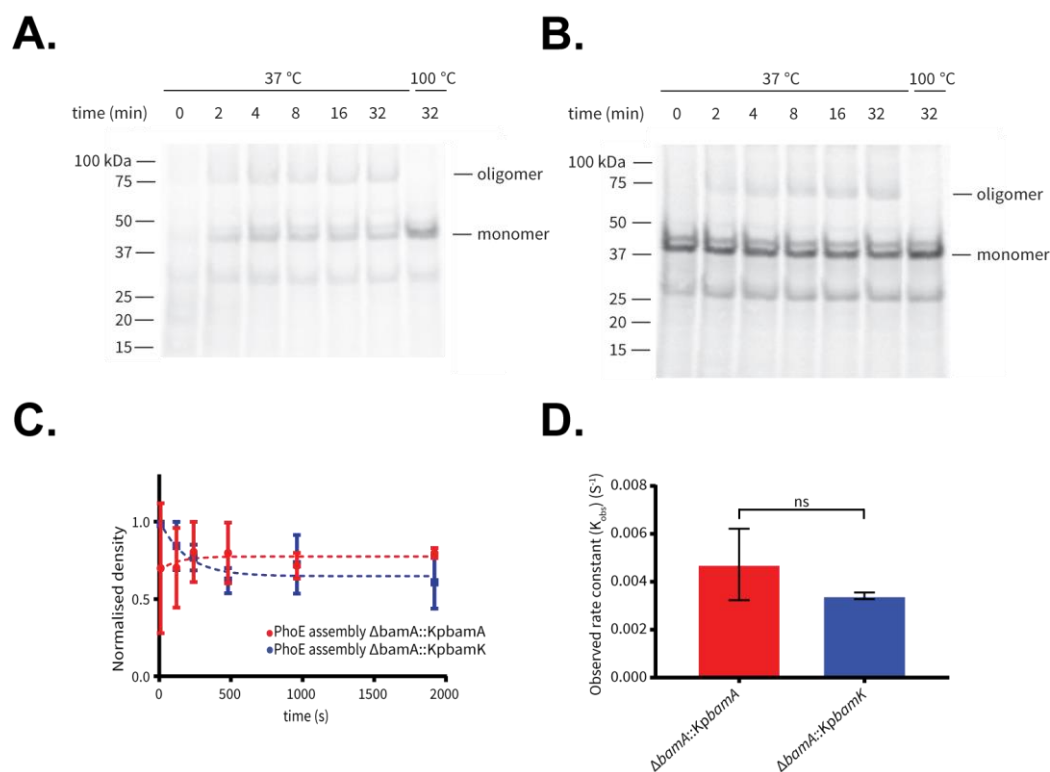 A.
37 °C 100 °C
time (min) 0 2 4 8 16 32 32
100 kDa
75
50
37
25
20
15
oligomer
monomer
B.
37 °C 100 °C
time (min) 0 2 4 8 16 32 32
100 kDa
75
50
37
25
20
15
oligomer
monomer
C.
Normalised density
1.0
0.5
0.0
0 500 1000 1500 2000
time (s)
PhoE assembly ΔbamA::KpbamA
PhoE assembly ΔbamA::KpbamK
D.
Observed rate constant (Kobs) (S-1)
0.008
0.006
0.004
0.002
0.000
ns
ΔbamA::KpbamA
ΔbamA::KpbamK